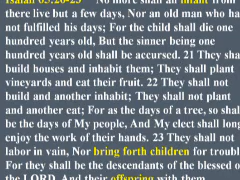 Isaiah 65:20-23 "No more shall an infant from
there live but a few days, Nor an old man who has
not fulfilled his days; For the child shall die one
hundred years old, But the sinner being one
hundred years old shall be accursed. 21 They shall
build houses and inhabit them; They shall plant
vineyards and eat their fruit. 22 They shall not
build and another inhabit; They shall not plant
and another eat; For as the days of a tree, so shall
be the days of My people, And My elect shall long
enjoy the work of their hands. 23 They shall not
labor in vain, Nor bring forth children for trouble;
For they shall be the descendants of the blessed of
the LORD, And their offspring with them.